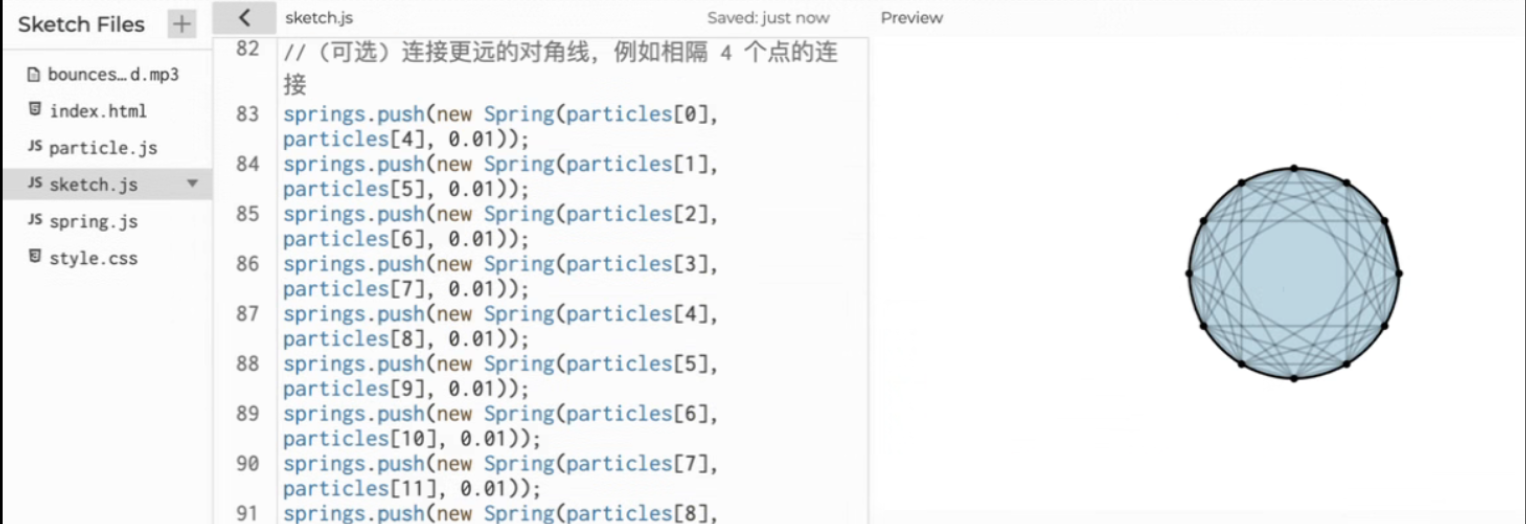 Sketch Files
+
sketch.js
Saved: just now
Preview
bounces…d.mp3
index.html
JS particle.js
JS sketch.js
JS spring.js
style.css
82 // （可选）连接更远的对角线，例如相隔 4 个点的连
接
83 springs.push(new Spring(particles[0],
particles[4], 0.01));
84 springs.push(new Spring(particles[1],
particles[5], 0.01));
85 springs.push(new Spring(particles[2],
particles[6], 0.01));
86 springs.push(new Spring(particles[3],
particles[7], 0.01));
87 springs.push(new Spring(particles[4],
particles[8], 0.01));
88 springs.push(new Spring(particles[5],
particles[9], 0.01));
89 springs.push(new Spring(particles[6],
particles[10], 0.01));
90 springs.push(new Spring(particles[7],
particles[11], 0.01));
91 springs.push(new Spring(particles[8],